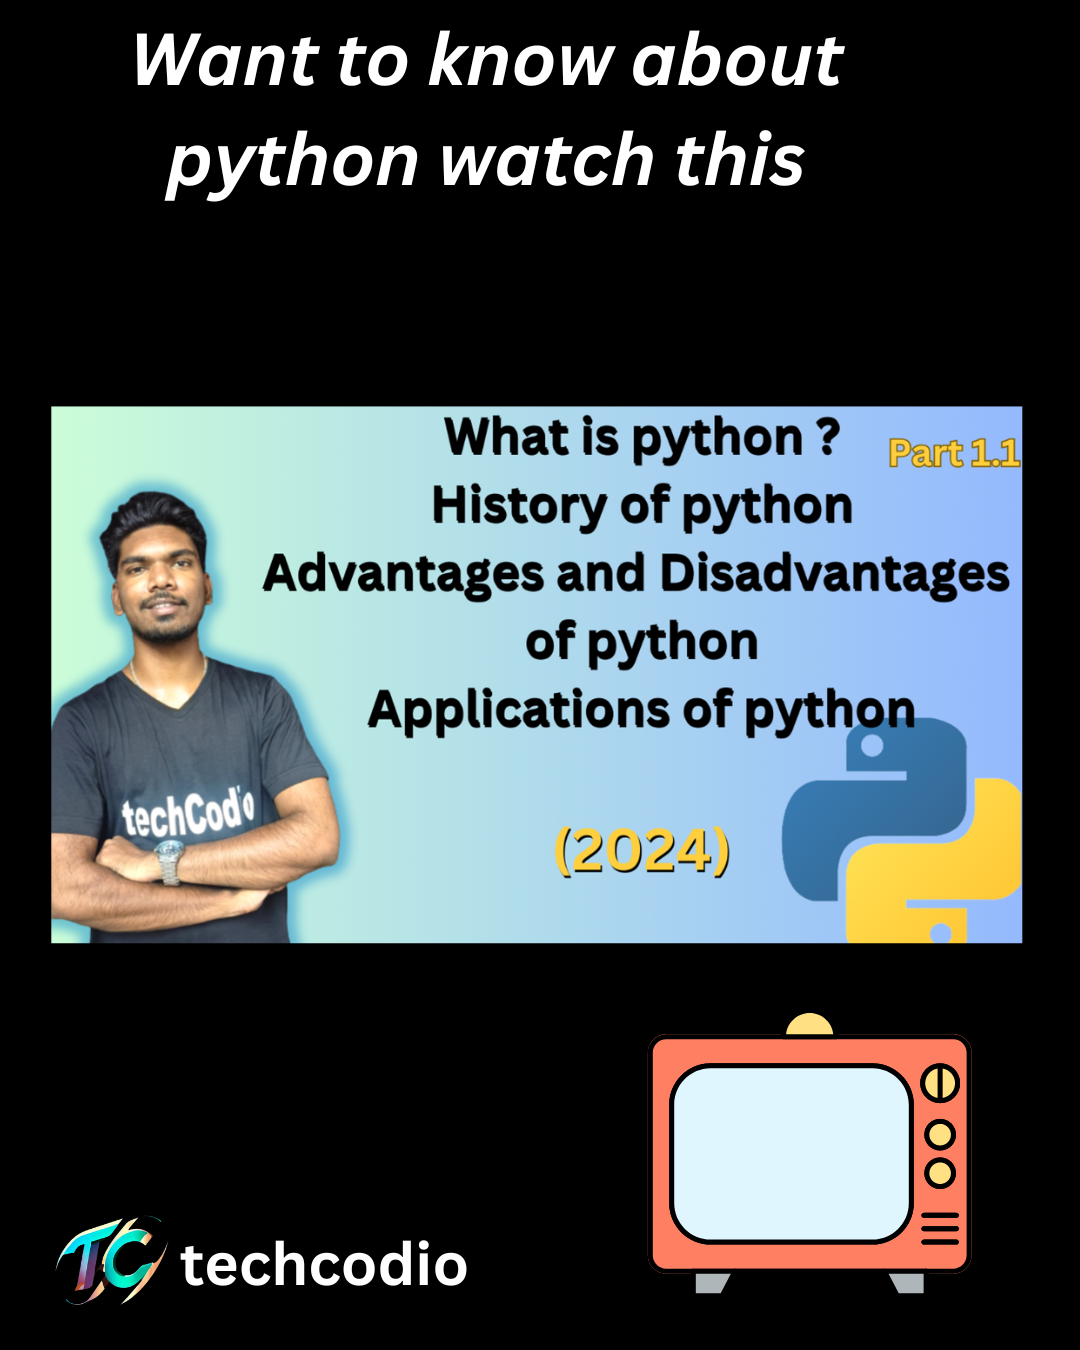 Want to know about
python watch this
What is python ?
Part 1.1
History of python
Advantages and Disadvantages
of python
Applications of python
techCodio
(2024)
TC
techcodio